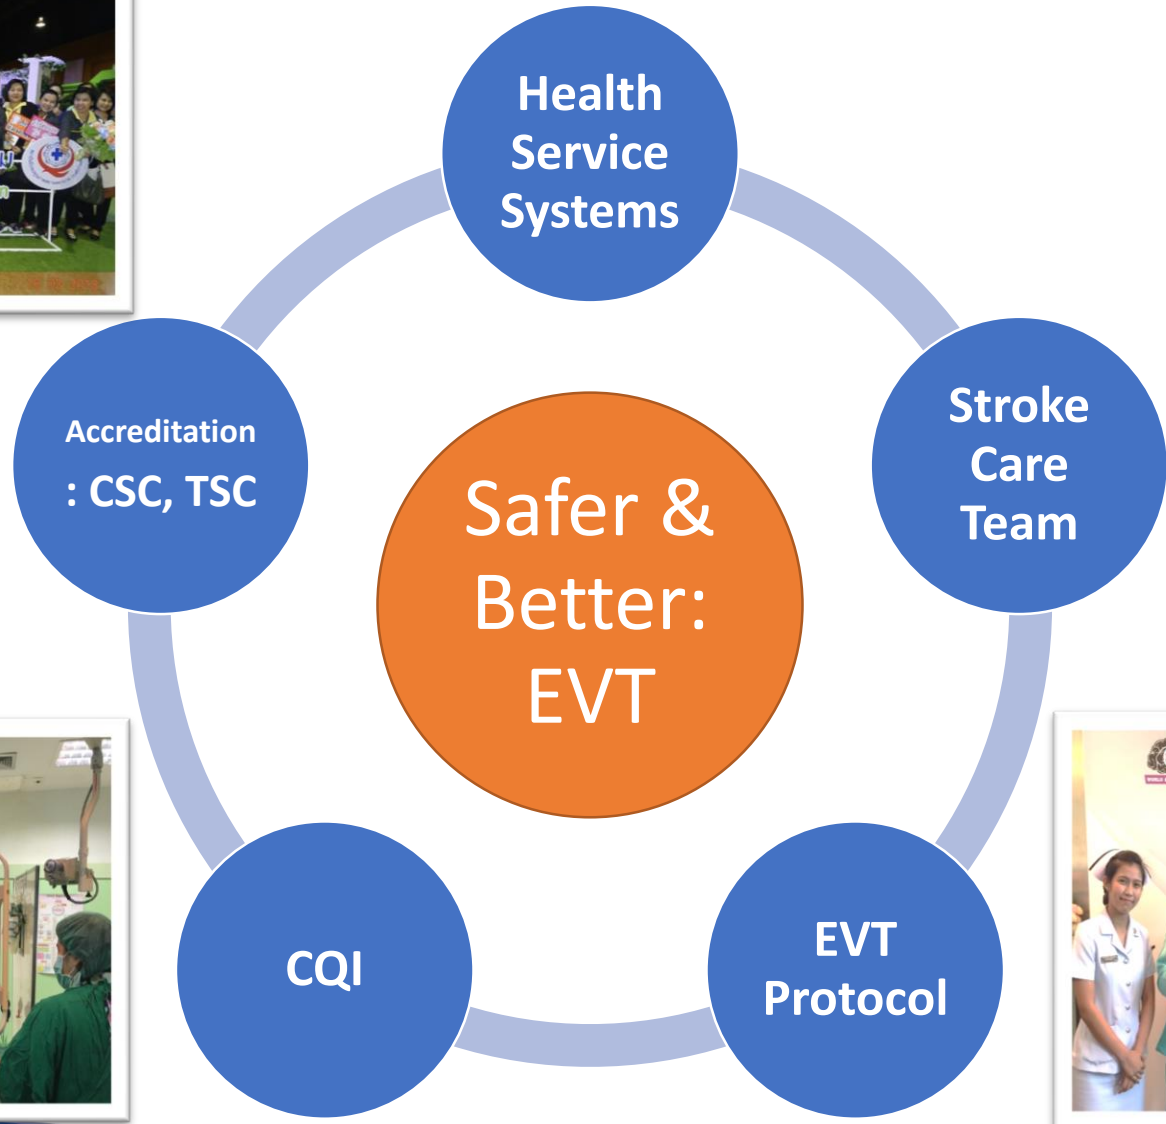 Health
Service
Systems
Stroke
Care
Team
EVT
Protocol
CQI
Accreditation
: CSC, TSC
Safer &
Better:
EVT